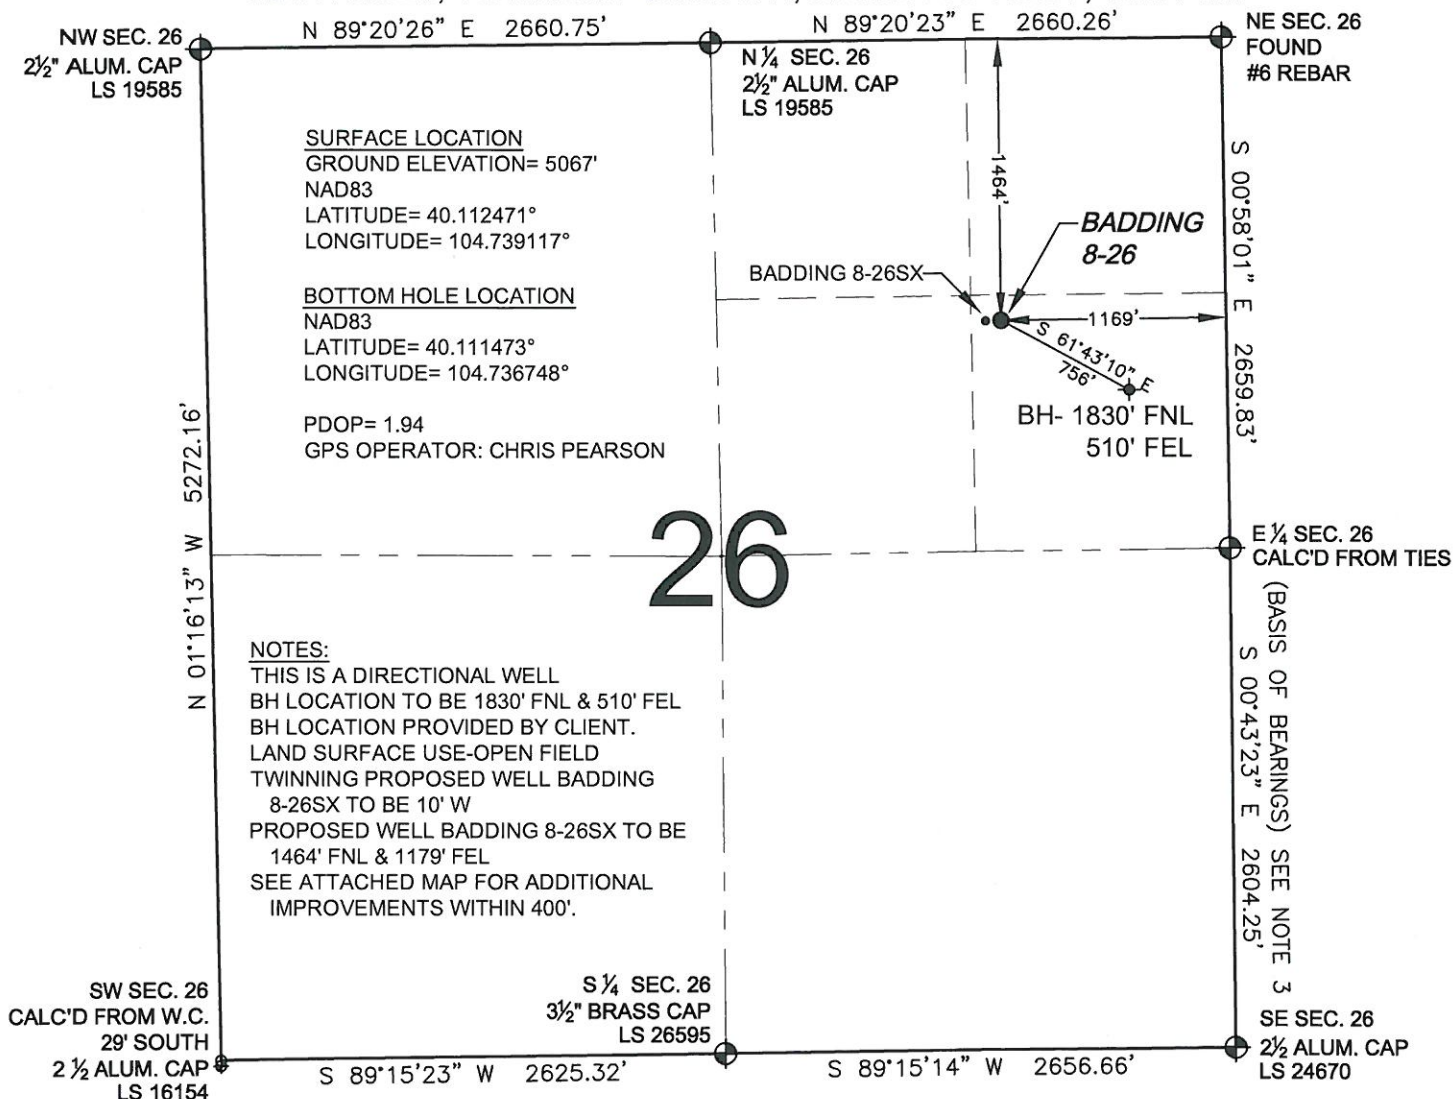 N 89°20'26" E 2660.75'
N 89°20'23" E 2660.26'
NW SEC. 26
2½" ALUM. CAP
LS 19585
N ¼ SEC. 26
2½" ALUM. CAP
LS 19585
NE SEC. 26
FOUND
#6 REBAR
SURFACE LOCATION
GROUND ELEVATION= 5067'
NAD83
LATITUDE= 40.112471°
LONGITUDE= 104.739117°
BOTTOM HOLE LOCATION
NAD83
LATITUDE= 40.111473°
LONGITUDE= 104.736748°
PDOP= 1.94
GPS OPERATOR: CHRIS PEARSON
1464'
BADDING
8-26
BADDING 8-26SX
1169'
S 61°43'10" E
756'
BH- 1830' FNL
510' FEL
S 00°58'01" E 2659.83'
N 01°16'13" W 5272.16'
26
E ¼ SEC. 26
CALC'D FROM TIES
(BASIS OF BEARINGS) SEE NOTE 3
S 00°43'23" E 2604.25'
NOTES:
THIS IS A DIRECTIONAL WELL
BH LOCATION TO BE 1830' FNL & 510' FEL
BH LOCATION PROVIDED BY CLIENT.
LAND SURFACE USE-OPEN FIELD
TWINNING PROPOSED WELL BADDING
8-26SX TO BE 10' W
PROPOSED WELL BADDING 8-26SX TO BE
1464' FNL & 1179' FEL
SEE ATTACHED MAP FOR ADDITIONAL
IMPROVEMENTS WITHIN 400'.
SW SEC. 26
CALC'D FROM W.C.
29' SOUTH
2 ½ ALUM. CAP
LS 16154
S ¼ SEC. 26
3½" BRASS CAP
LS 26595
SE SEC. 26
2½ ALUM. CAP
LS 24670
S 89°15'23" W 2625.32'
S 89°15'14" W 2656.66'